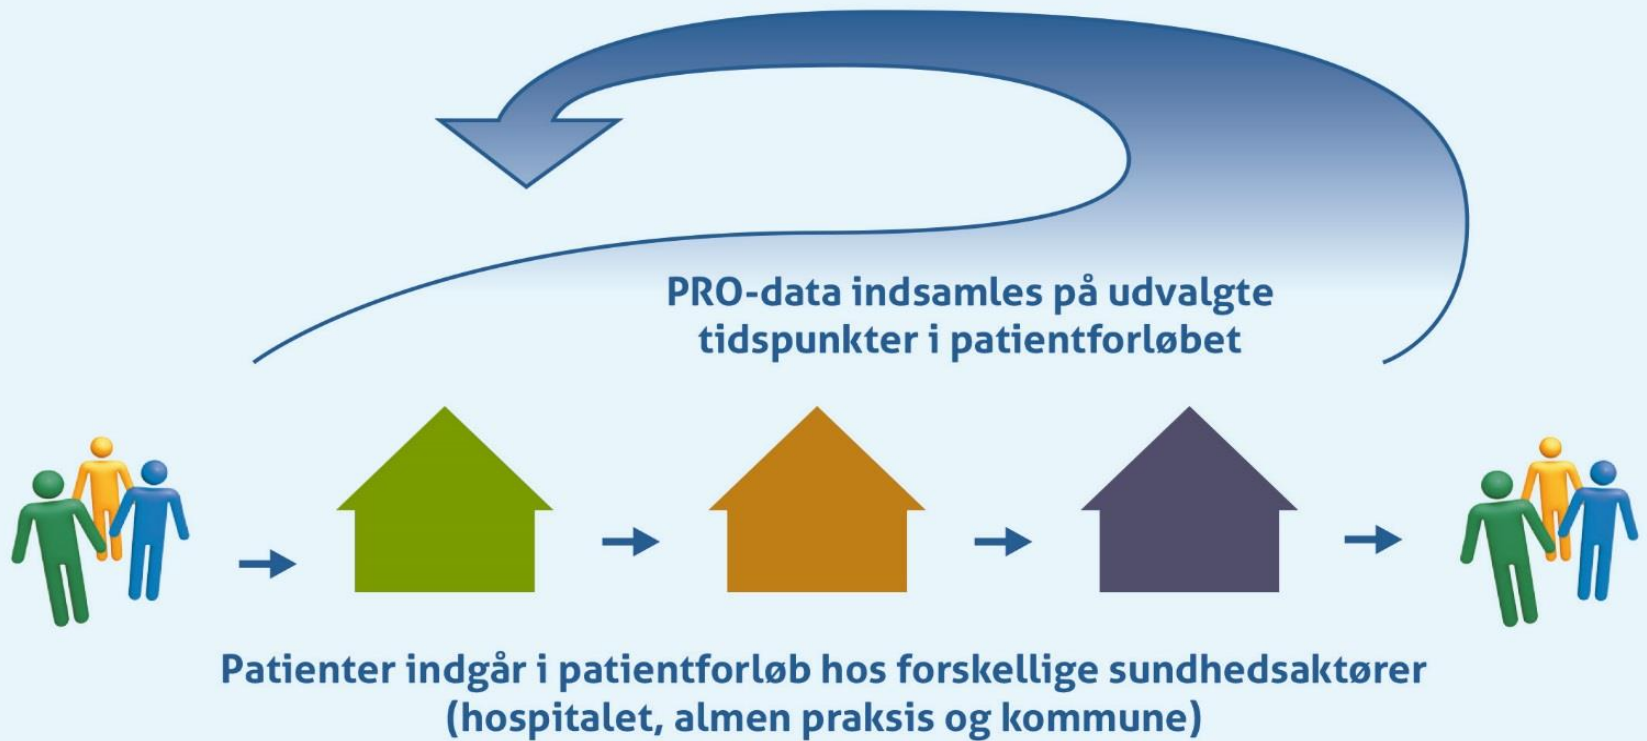 PRO-data indsamles på udvalgte
tidspunkter i patientforløbet
Patienter indgår i patientforløb hos forskellige sundhedsaktører
(hospitalet, almen praksis og kommune)